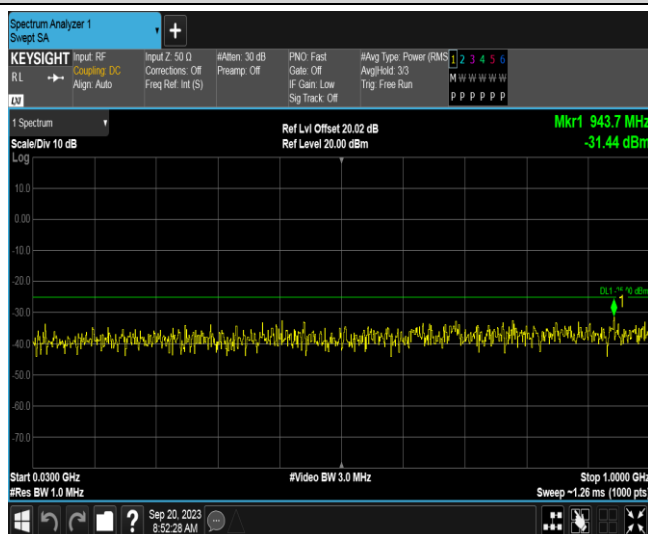 Spectrum Analyzer 1
Swept SA
KEYSIGHT
RL
LXI
Input: RF
Coupling: DC
Align: Auto
Input Z: 50 Ω
Corrections: Off
Freq Ref: Int (S)
#Atten: 30 dB
Preamp: Off
PNO: Fast
Gate: Off
IF Gain: Low
Sig Track: Off
#Avg Type: Power (RMS
Avg|Hold: 3/3
Trig: Free Run
1 2 3 4 5 6
M W W W W W
P P P P P P
1 Spectrum
Scale/Div 10 dB
Log
Ref Lvl Offset 20.02 dB
Ref Level 20.00 dBm
Mkr1 943.7 MHz
-31.44 dBm
10.0
0.00
-10.0
-20.0
-30.0
-40.0
-50.0
-60.0
-70.0
1
Start 0.0300 GHz
#Res BW 1.0 MHz
#Video BW 3.0 MHz
Stop 1.0000 GHz
Sweep ~1.26 ms (1000 pts)
?
Sep 20, 2023
8:52:28 AM